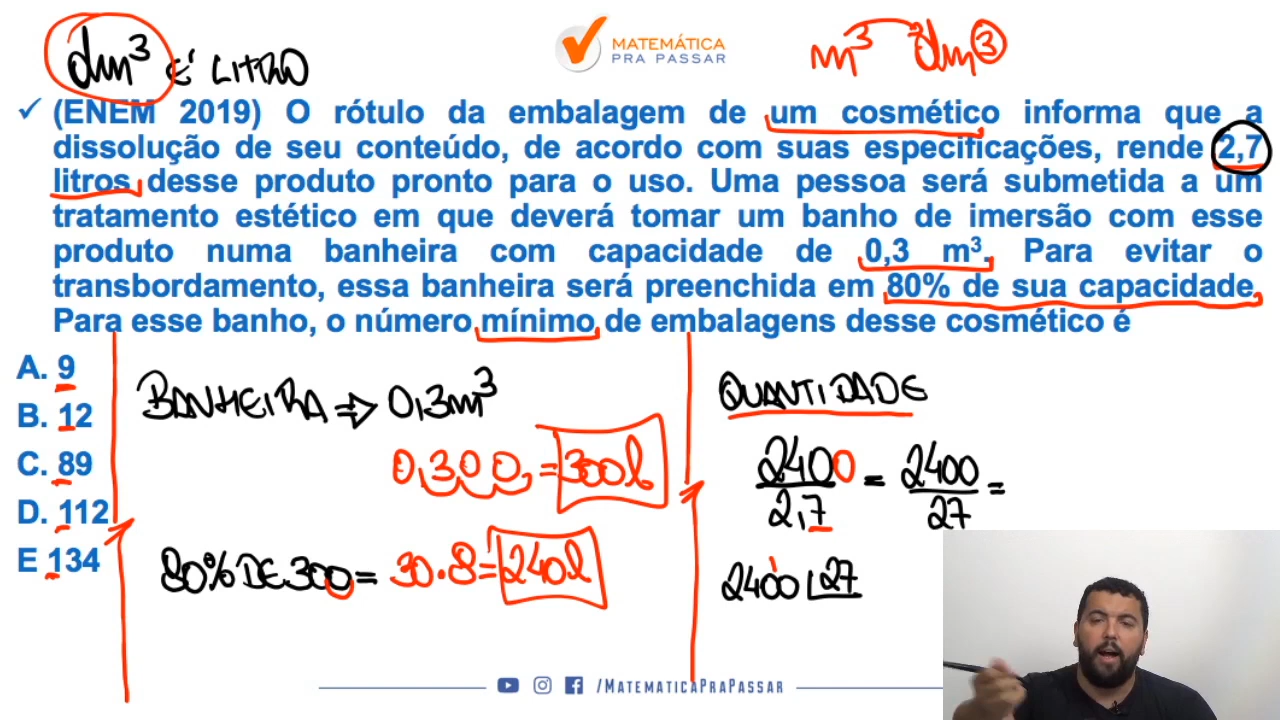 dm³ É LITRO
MATEMÁTICA
PRA PASSAR
m³ dm³
✓ (ENEM 2019) O rótulo da embalagem de um cosmético informa que a
dissolução de seu conteúdo, de acordo com suas especificações, rende 2,7
litros desse produto pronto para o uso. Uma pessoa será submetida a um
tratamento estético em que deverá tomar um banho de imersão com esse
produto numa banheira com capacidade de 0,3 m³. Para evitar o
transbordamento, essa banheira será preenchida em 80% de sua capacidade.
Para esse banho, o número mínimo de embalagens desse cosmético é
A. 9
B. 12
C. 89
D. 112
E 134
BANHEIRA ⇒ 0,3m³
0,300, = 300l
80% DE 300 = 30.8 = 240l
QUANTIDADE
2400/2,7 = 2400/27 =
2400 27
/MATEMATICAPRAPASSAR